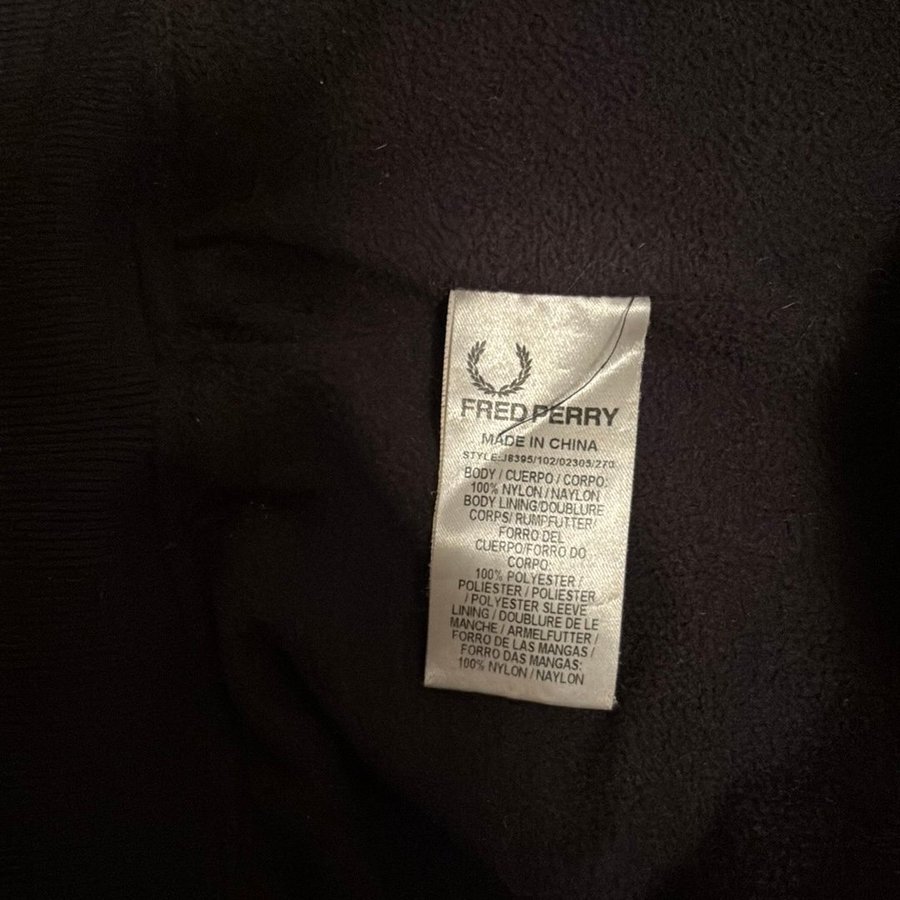 FRED PERRY
MADE IN CHINA
STYLE:J8395/102/02303/270
BODY / CUERPO / CORPO:
100% NYLON / NAYLON
BODY LINING/DOUBLURE
CORPS/ RUMPFUTTER/
FORRO DEL
CUERPO/FORRO DO
CORPO:
100% POLYESTER /
POLIESTER / POLIESTER
/ POLYESTER SLEEVE
LINING / DOUBLURE DE LE
MANCHE / ARMELFUTTER /
FORRO DE LAS MANGAS /
FORRO DAS MANGAS:
100% NYLON / NAYLON